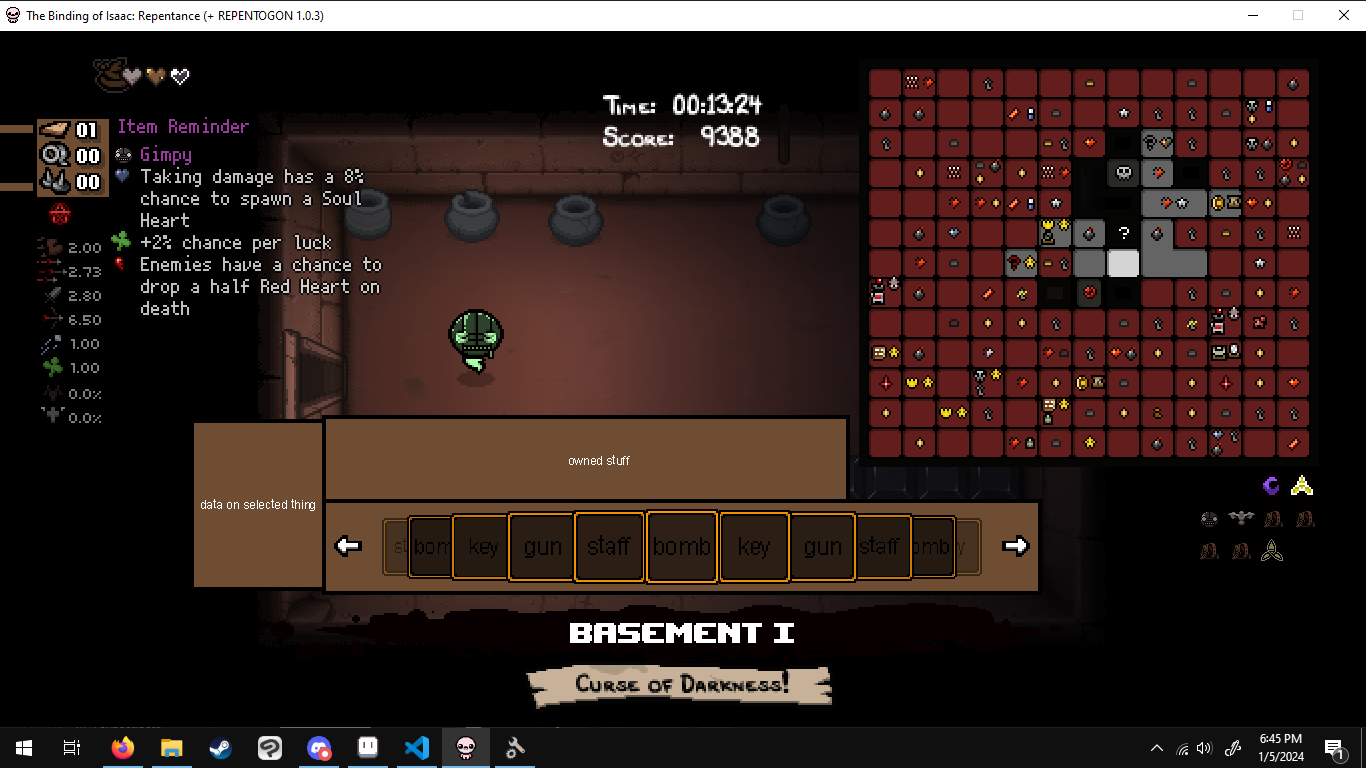 The Binding of Isaac: Repentance (+ REPENTOGON 1.0.3)
Time: 00:13:24
Score: 9388
01
00
00
Item Reminder
Gimpy
Taking damage has a 8%
chance to spawn a Soul
Heart
+2% chance per luck
Enemies have a chance to
drop a half Red Heart on
death
2.00
+2.73
2.80
6.50
1.00
1.00
0.0%
0.0%
?
owned stuff
data on selected thing
st bom key gun staff bomb key gun staff omb y
BASEMENT I
Curse of Darkness!
6:45 PM
1/5/2024
1